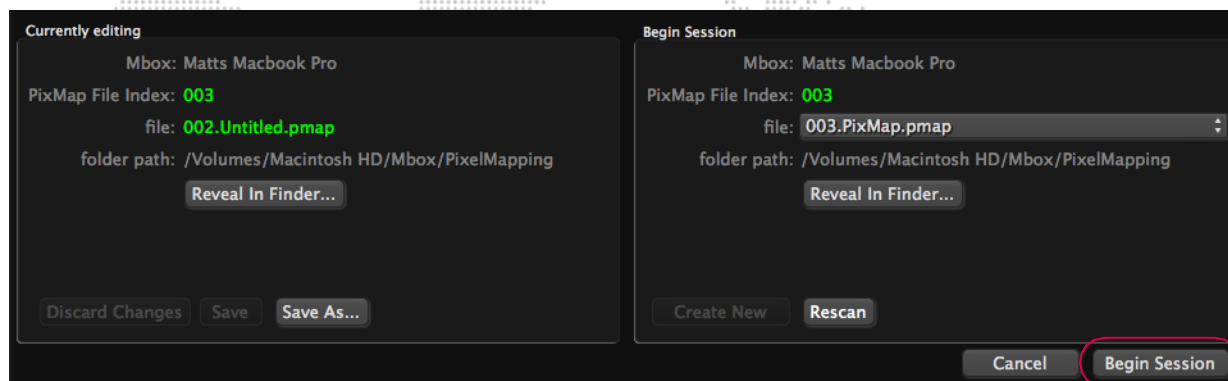 Currently editing
Mbox: Matts Macbook Pro
PixMap File Index: 003
file: 002.Untitled.pmap
folder path: /Volumes/Macintosh HD/Mbox/PixelMapping
Reveal In Finder...
Discard Changes Save Save As...
Begin Session
Mbox: Matts Macbook Pro
PixMap File Index: 003
file: 003.PixMap.pmap
folder path: /Volumes/Macintosh HD/Mbox/PixelMapping
Reveal In Finder...
Create New Rescan
Cancel Begin Session